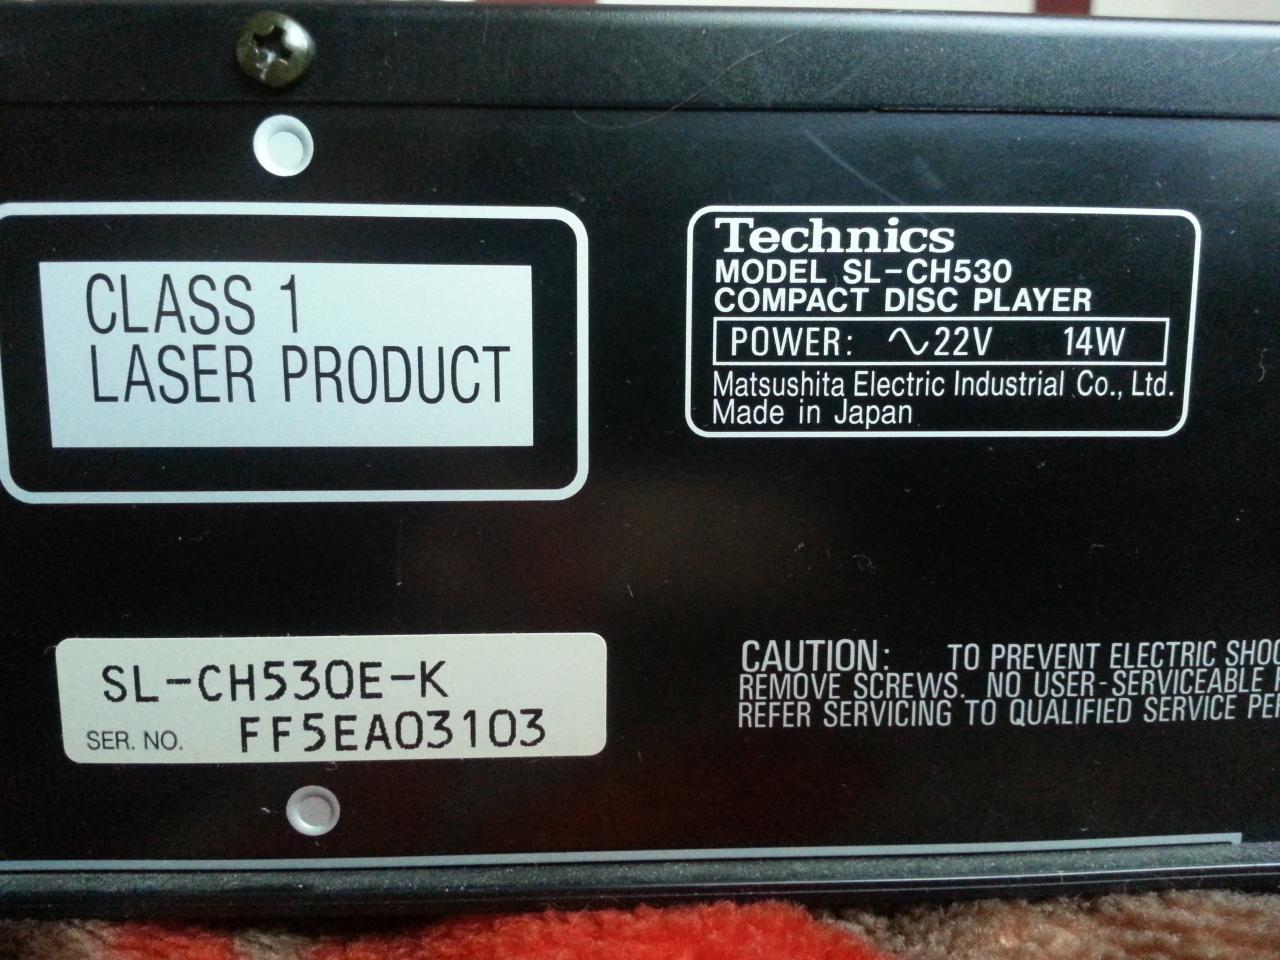 CLASS 1
LASER PRODUCT
Technics
MODEL SL-CH530
COMPACT DISC PLAYER
POWER: ∿22V 14W
Matsushita Electric Industrial Co., Ltd.
Made in Japan
SL-CH530E-K
SER. NO. FF5EA03103
CAUTION: TO PREVENT ELECTRIC
REMOVE SCREWS. NO USER-SERVICEABLE
REFER SERVICING TO QUALIFIED SERVICE